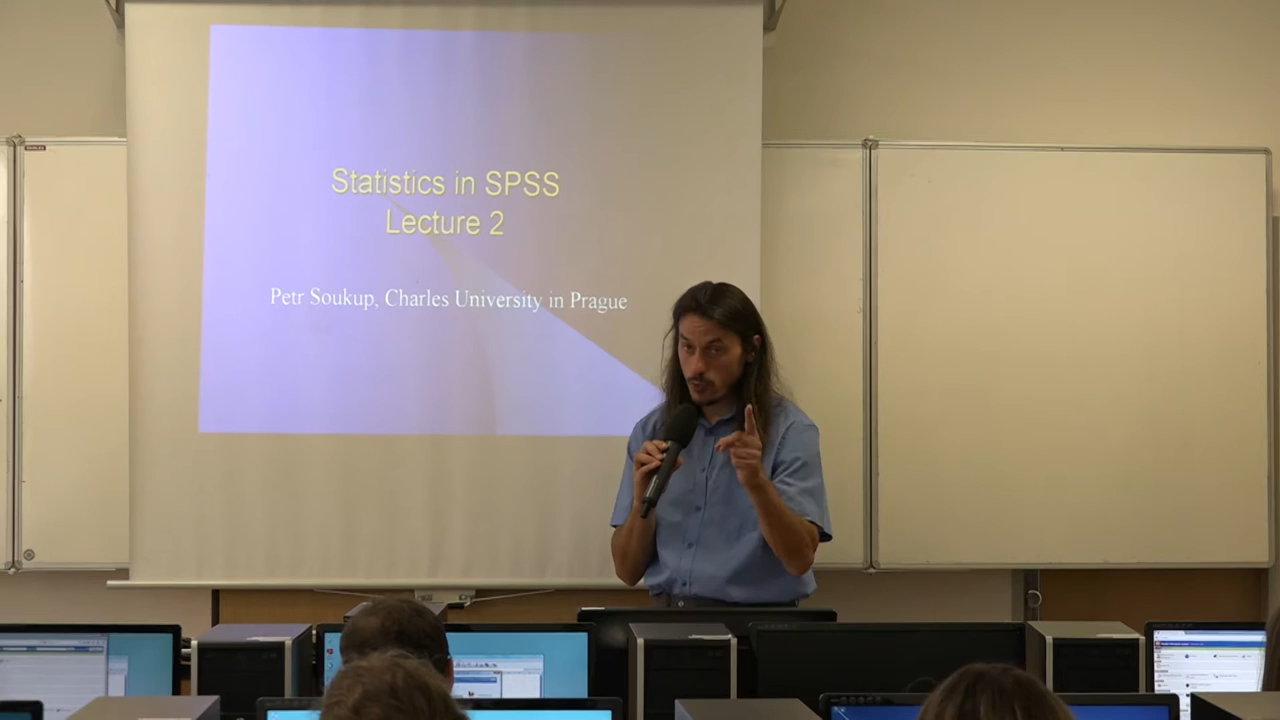 Statistics in SPSS
Lecture 2
Petr Soukup, Charles University in Prague